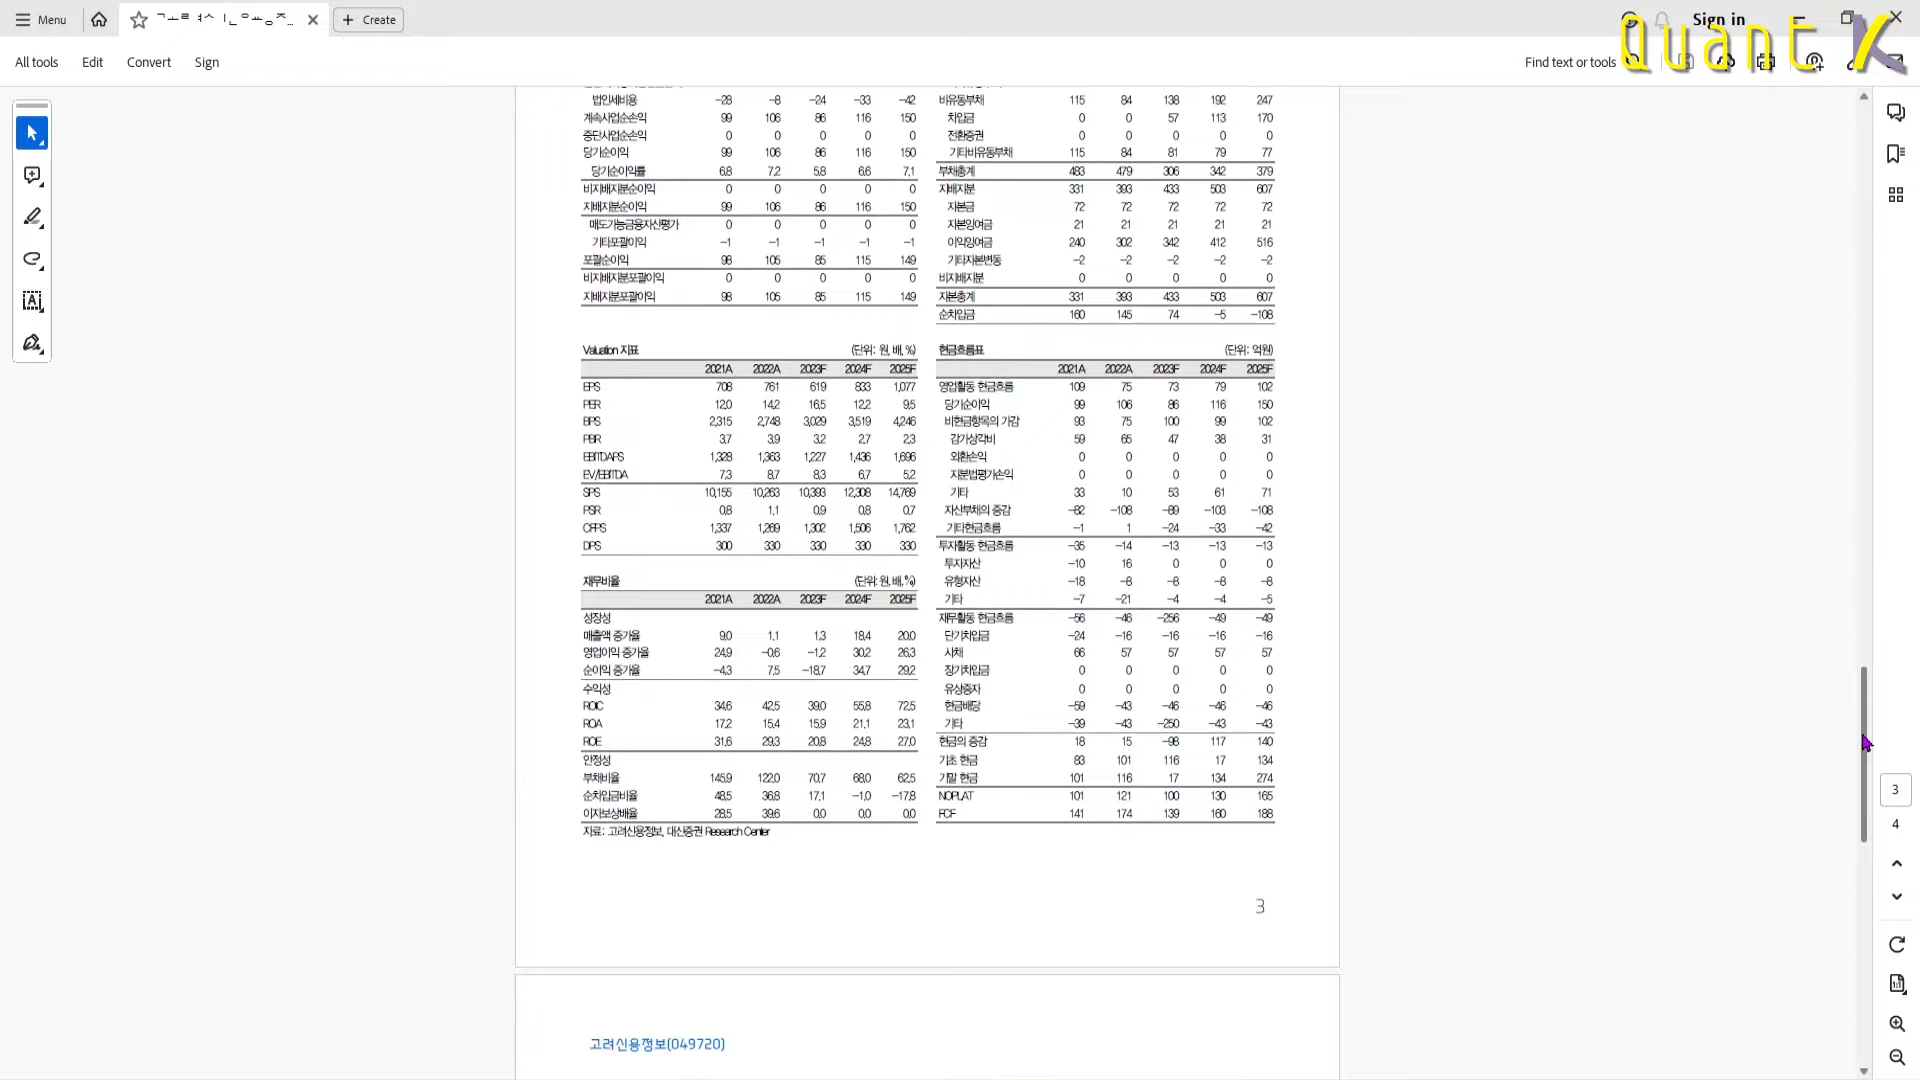 Menu
Create
Sign in
Quant K
All tools Edit Convert Sign
Find text or tools
법인세비용 -28 -8 -24 -33 -42
계속사업순손익 99 106 86 116 150
중단사업순손익 0 0 0 0 0
당기순이익 99 106 86 116 150
당기순이익률 6.8 7.2 5.8 6.6 7.1
비지배지분순이익 0 0 0 0 0
지배지분순이익 99 106 86 116 150
매도가능금융자산평가 0 0 0 0 0
기타포괄이익 -1 -1 -1 -1 -1
포괄순이익 98 105 85 115 149
비지배지분포괄이익 0 0 0 0 0
지배지분포괄이익 98 105 85 115 149
Valuation 지표 (단위: 원, 배, %)
2021A 2022A 2023F 2024F 2025F
EPS 708 761 619 833 1,077
PER 12.0 14.2 16.5 12.2 9.5
BPS 2,315 2,748 3,029 3,519 4,246
PBR 3.7 3.9 3.2 2.7 2.3
EBITDAPS 1,328 1,363 1,227 1,436 1,696
EV/EBITDA 7.3 8.7 8.3 6.7 5.2
SPS 10,155 10,263 10,393 12,308 14,769
PSR 0.8 1.1 0.9 0.8 0.7
CFPS 1,337 1,269 1,302 1,506 1,762
DPS 300 330 330 330 330
재무비율 (단위: 원, 배, %)
2021A 2022A 2023F 2024F 2025F
성장성
매출액 증가율 9.0 1.1 1.3 18.4 20.0
영업이익 증가율 24.9 -0.6 -1.2 30.2 26.3
순이익 증가율 -4.3 7.5 -18.7 34.7 29.2
수익성
ROIC 34.6 42.5 39.0 55.8 72.5
ROA 17.2 15.4 15.9 21.1 23.1
ROE 31.6 29.3 20.8 24.8 27.0
안정성
부채비율 145.9 122.0 70.7 68.0 62.5
순차입금비율 48.5 36.8 17.1 -1.0 -17.8
이자보상배율 28.5 39.6 0.0 0.0 0.0
자료: 고려신용정보, 대신증권 Research Center
비유동부채 115 84 138 192 247
차입금 0 0 57 113 170
전환증권 0 0 0 0 0
기타비유동부채 115 84 81 79 77
부채총계 483 479 306 342 379
지배지분 331 393 433 503 607
자본금 72 72 72 72 72
자본잉여금 21 21 21 21 21
이익잉여금 240 302 342 412 516
기타자본변동 -2 -2 -2 -2 -2
비지배지분 0 0 0 0 0
자본총계 331 393 433 503 607
순차입금 160 145 74 -5 -108
현금흐름표 (단위: 억원)
2021A 2022A 2023F 2024F 2025F
영업활동 현금흐름 109 75 73 79 102
당기순이익 99 106 86 116 150
비현금항목의 가감 93 75 100 99 102
감가상각비 59 65 47 38 31
외환손익 0 0 0 0 0
지분법평가손익 0 0 0 0 0
기타 33 10 53 61 71
자산부채의 증감 -82 -108 -89 -103 -108
기타현금흐름 -1 1 -24 -33 -42
투자활동 현금흐름 -35 -14 -13 -13 -13
투자자산 -10 16 0 0 0
유형자산 -18 -8 -8 -8 -8
기타 -7 -21 -4 -4 -5
재무활동 현금흐름 -56 -46 -256 -49 -49
단기차입금 -24 -16 -16 -16 -16
사채 66 57 57 57 57
장기차입금 0 0 0 0 0
유상증자 0 0 0 0 0
현금배당 -59 -43 -46 -46 -46
기타 -39 -43 -250 -43 -43
현금의 증감 18 15 -98 117 140
기초 현금 83 101 116 17 134
기말 현금 101 116 17 134 274
NOPLAT 101 121 100 130 165
FCF 141 174 139 160 188
3
고려신용정보(049720)
3
4